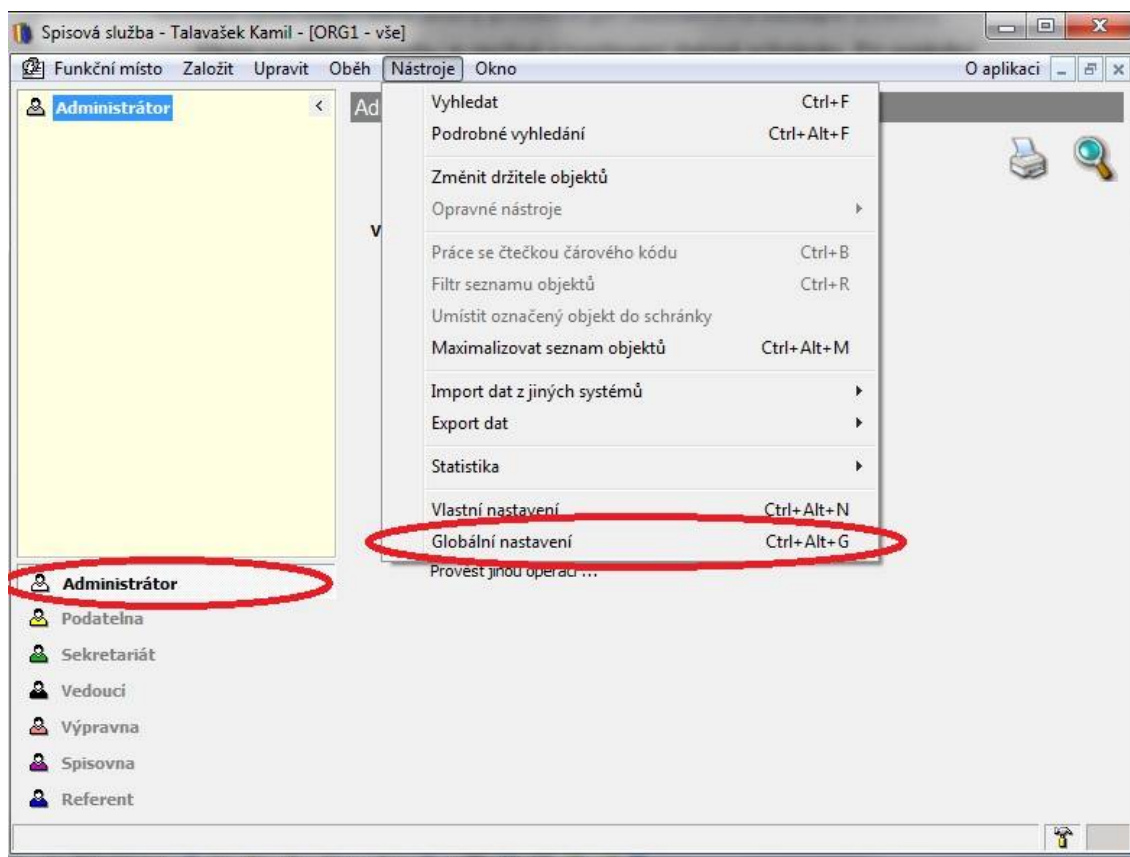 Spisová služba - Talavašek Kamil - [ORG1 - vše]
Funkční místo Založit Upravit Oběh Nástroje Okno O aplikaci
Administrátor < Ad
Vyhledat Ctrl+F
Podrobné vyhledání Ctrl+Alt+F
Změnit držitele objektů
Opravné nástroje
V
Práce se čtečkou čárového kódu Ctrl+B
Filtr seznamu objektů Ctrl+R
Umístit označený objekt do schránky
Maximalizovat seznam objektů Ctrl+Alt+M
Import dat z jiných systémů
Export dat
Statistika
Vlastní nastavení Ctrl+Alt+N
Globální nastavení Ctrl+Alt+G
Provést jinou operaci ...
Administrátor
Podatelna
Sekretariát
Vedoucí
Výpravna
Spisovna
Referent